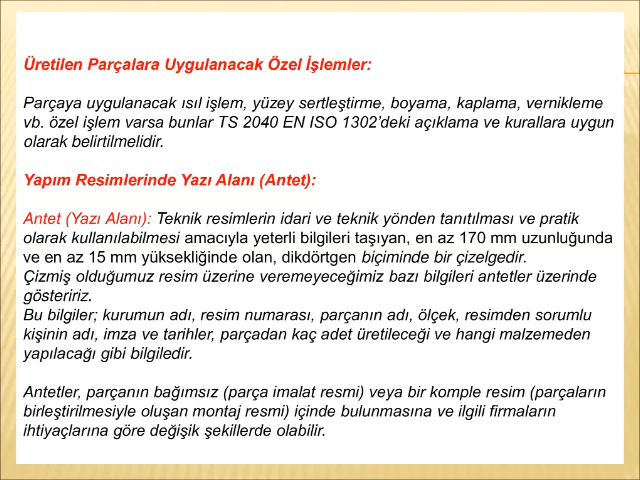 Üretilen Parçalara Uygulanacak Özel İşlemler:
Parçaya uygulanacak ısıl işlem, yüzey sertleştirme, boyama, kaplama, vernikleme
vb. özel işlem varsa bunlar TS 2040 EN ISO 1302’deki açıklama ve kurallara uygun
olarak belirtilmelidir.
Yapım Resimlerinde Yazı Alanı (Antet):
Antet (Yazı Alanı): Teknik resimlerin idari ve teknik yönden tanıtılması ve pratik
olarak kullanılabilmesi amacıyla yeterli bilgileri taşıyan, en az 170 mm uzunluğunda
ve en az 15 mm yüksekliğinde olan, dikdörtgen biçiminde bir çizelgedir.
Çizmiş olduğumuz resim üzerine veremeyeceğimiz bazı bilgileri antetler üzerinde
gösteririz.
Bu bilgiler; kurumun adı, resim numarası, parçanın adı, ölçek, resimden sorumlu
kişinin adı, imza ve tarihler, parçadan kaç adet üretileceği ve hangi malzemeden
yapılacağı gibi bilgiledir.
Antetler, parçanın bağımsız (parça imalat resmi) veya bir komple resim (parçaların
birleştirilmesiyle oluşan montaj resmi) içinde bulunmasına ve ilgili firmaların
ihtiyaçlarına göre değişik şekillerde olabilir.